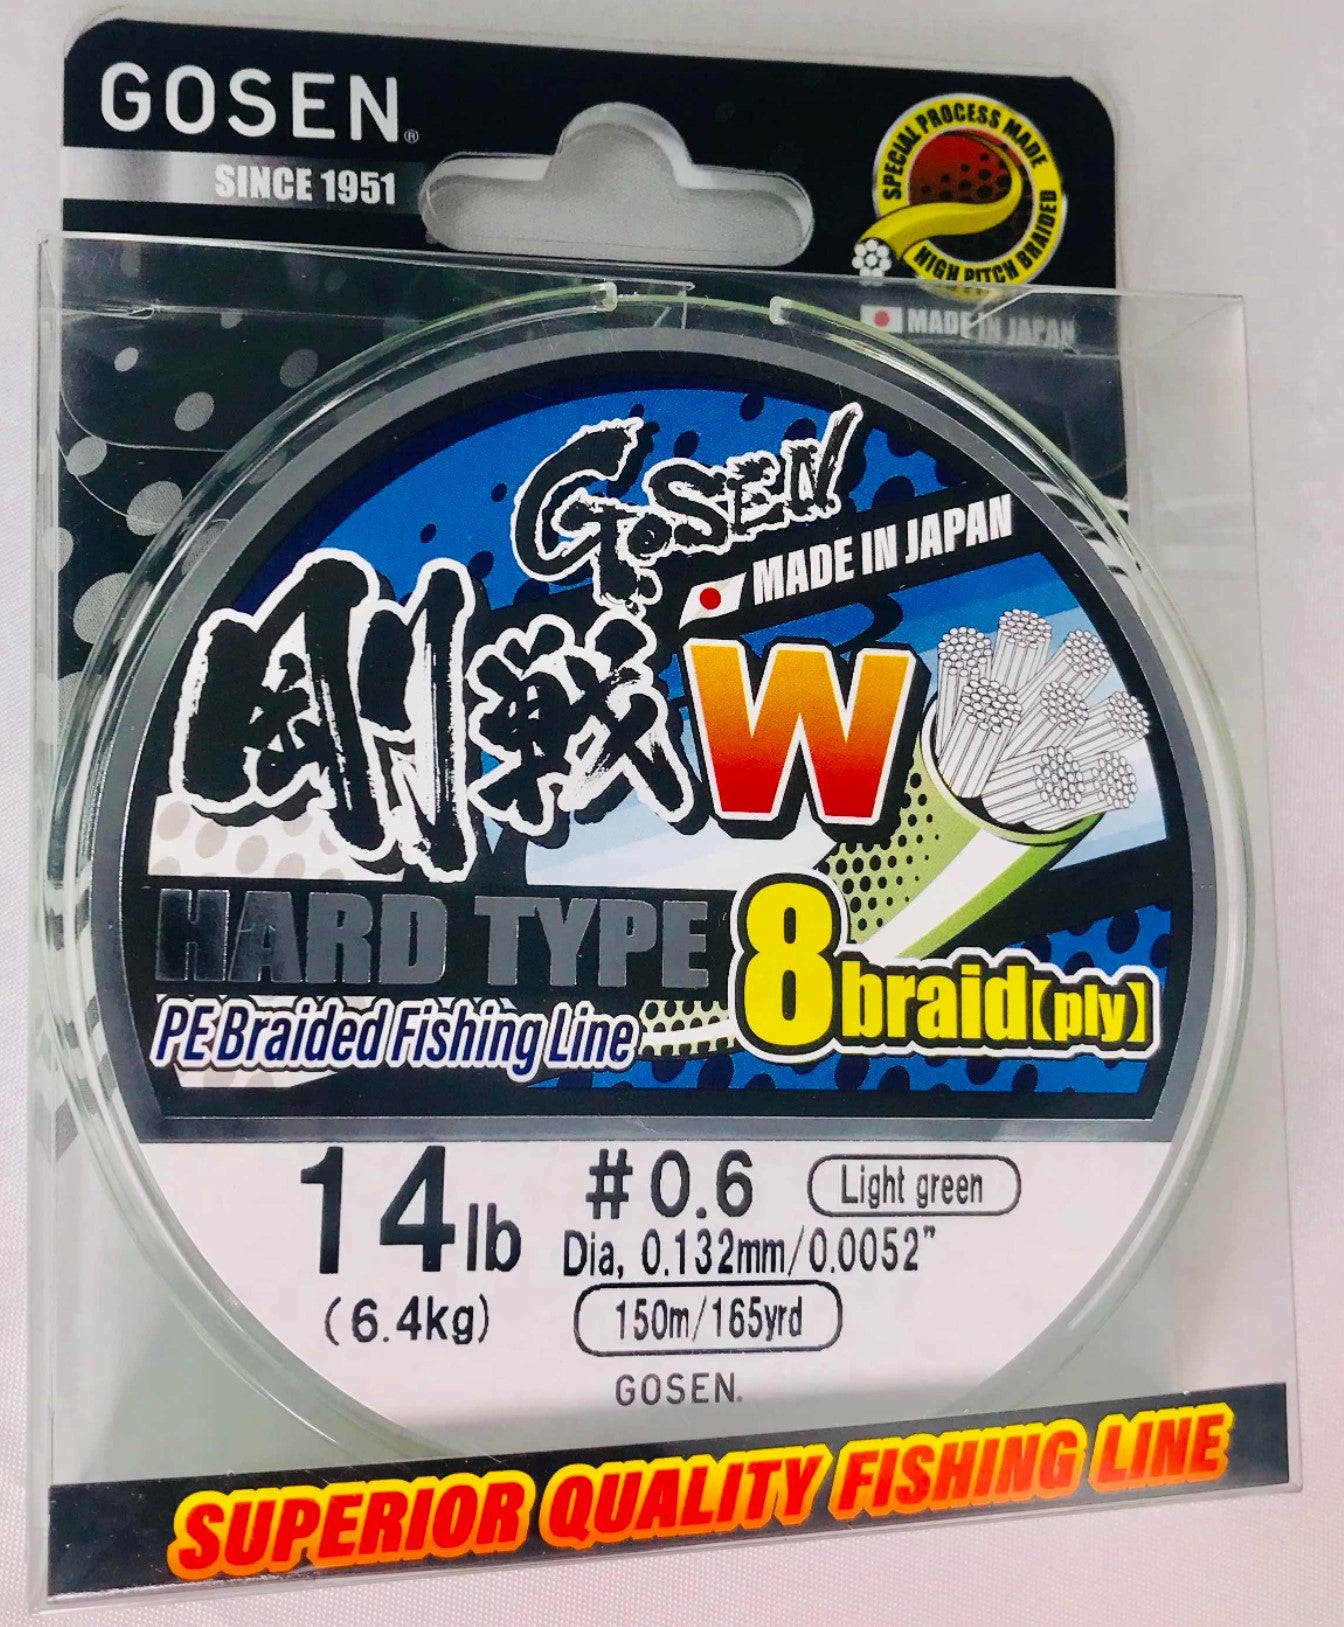 GOSEN®
SINCE 1951
SPECIAL PROCESS MADE
HIGH PITCH BRAIDED
MADE IN JAPAN
GOSEN
MADE IN JAPAN
剛戦W
HARD TYPE
8braid【ply】
PE Braided Fishing Line
14lb
(6.4kg)
#0.6
Light green
Dia, 0.132mm/0.0052"
150m/165yrd
GOSEN®
SUPERIOR QUALITY FISHING LINE